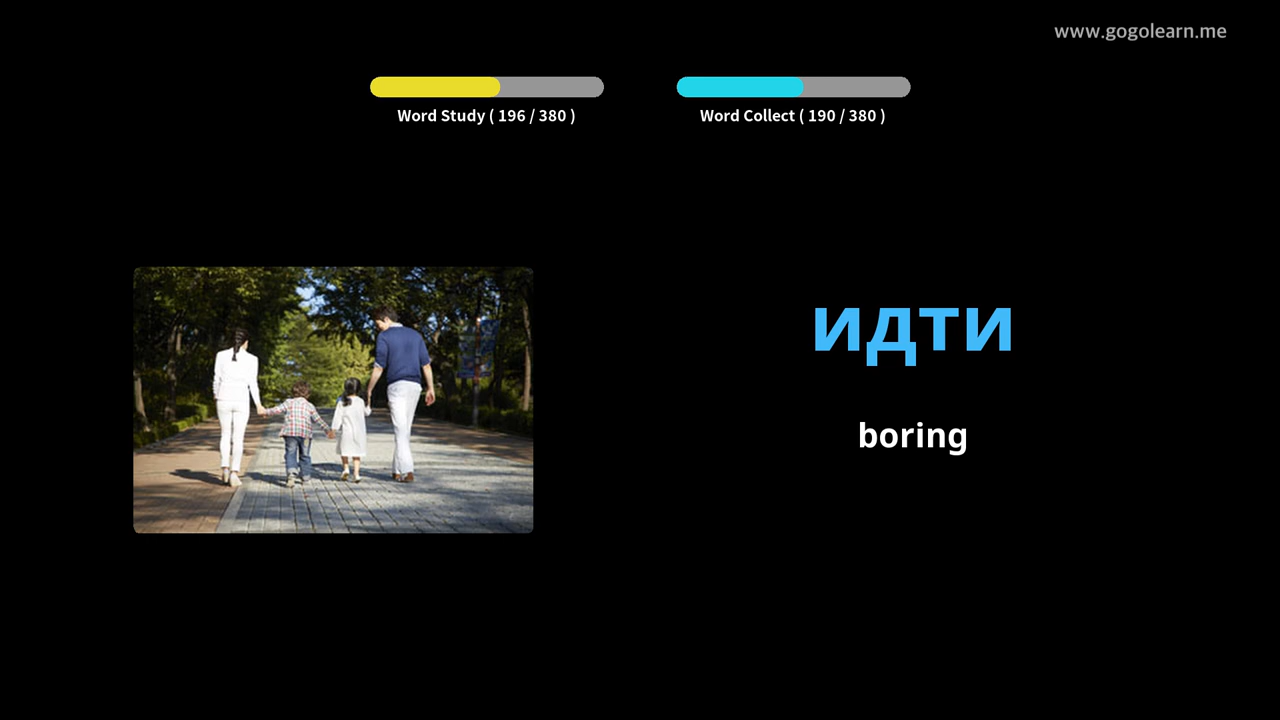 www.gogolearn.me
Word Study ( 196 / 380 )
Word Collect ( 190 / 380 )
идти
boring